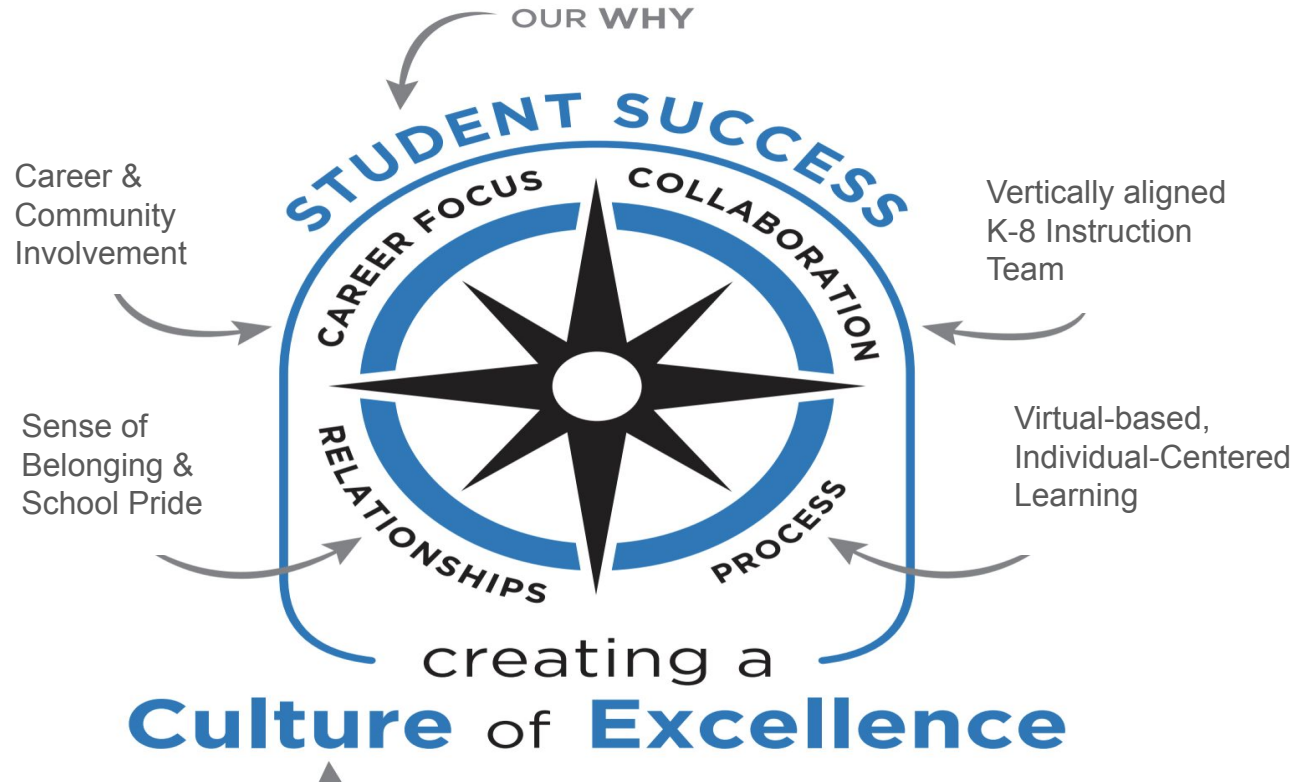 OUR WHY
STUDENT SUCCESS
CAREER FOCUS
COLLABORATION
RELATIONSHIPS
PROCESS
Career &
Community
Involvement
Vertically aligned
K-8 Instruction
Team
Sense of
Belonging &
School Pride
Virtual-based,
Individual-Centered
Learning
creating a
Culture of Excellence